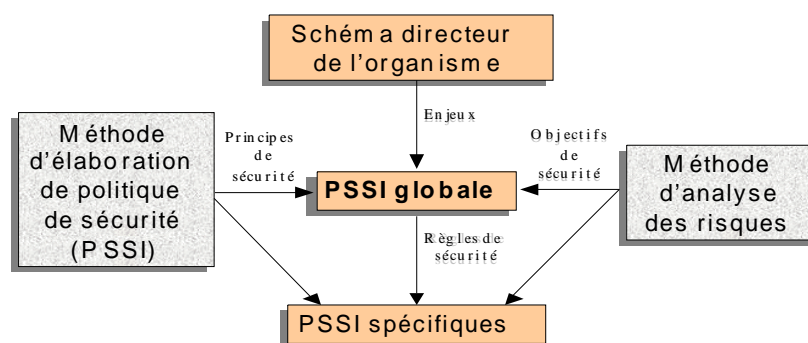 Schéma directeur
de l'organisme
Enjeux
Méthode
d'élaboration
de politique
de sécurité
(PSSI)
Principes
de
sécurité
PSSI globale
Objectifs
de
sécurité
Méthode
d'analyse
des risques
Règles de
sécurité
PSSI spécifiques